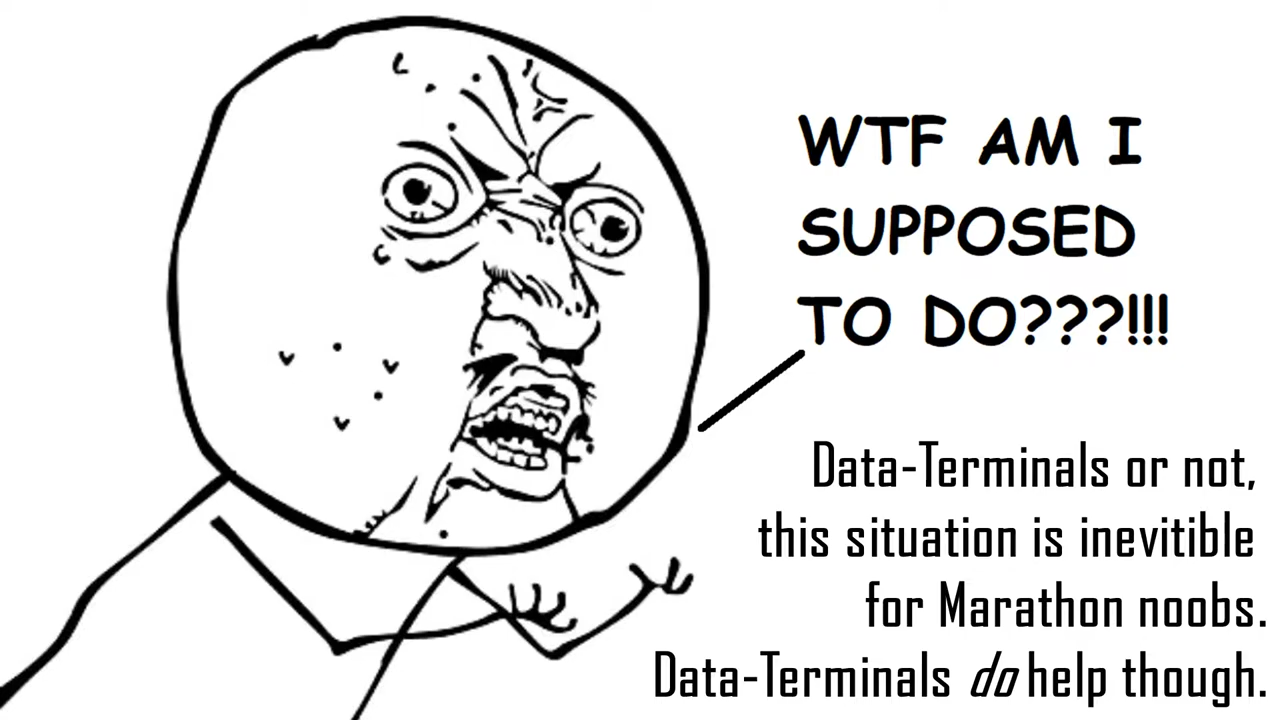 WTF AM I
SUPPOSED
TO DO???!!!
Data-Terminals or not,
this situation is inevitible
for Marathon noobs.
Data-Terminals do help though.